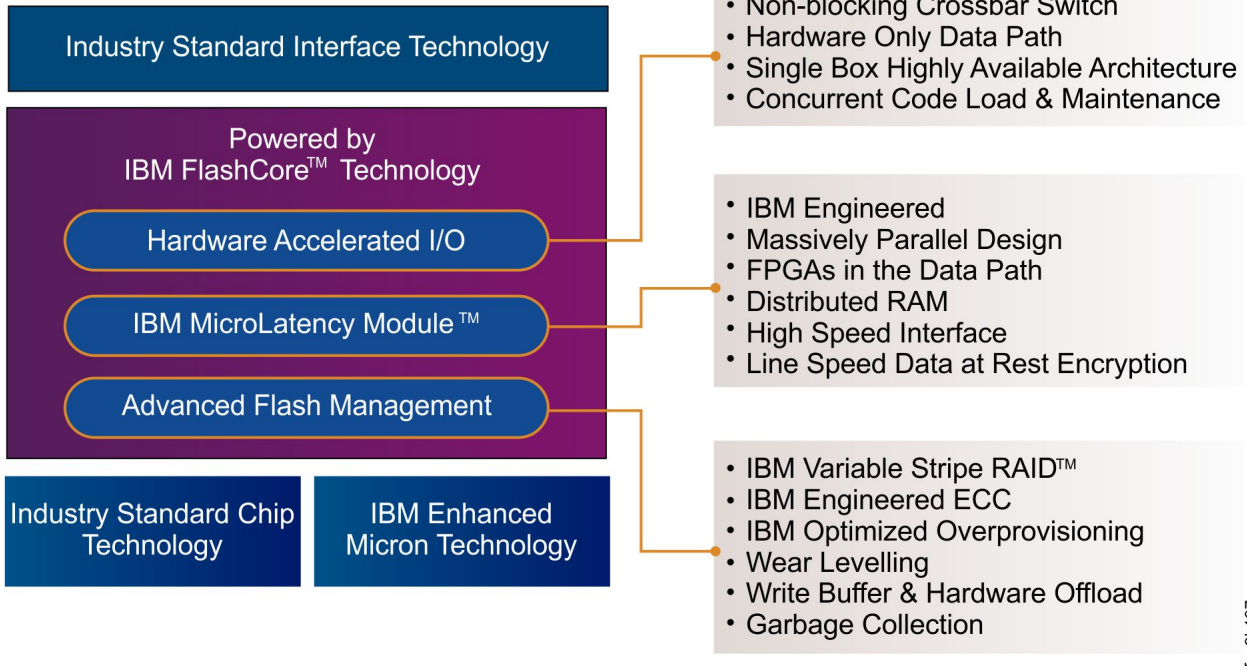 Industry Standard Interface Technology
Powered by
IBM FlashCore™ Technology
Hardware Accelerated I/O
IBM MicroLatency Module™
Advanced Flash Management
Industry Standard Chip
Technology
IBM Enhanced
Micron Technology
• Non-blocking Crossbar Switch
• Hardware Only Data Path
• Single Box Highly Available Architecture
• Concurrent Code Load & Maintenance
• IBM Engineered
• Massively Parallel Design
• FPGAs in the Data Path
• Distributed RAM
• High Speed Interface
• Line Speed Data at Rest Encryption
• IBM Variable Stripe RAID™
• IBM Engineered ECC
• IBM Optimized Overprovisioning
• Wear Levelling
• Write Buffer & Hardware Offload
• Garbage Collection